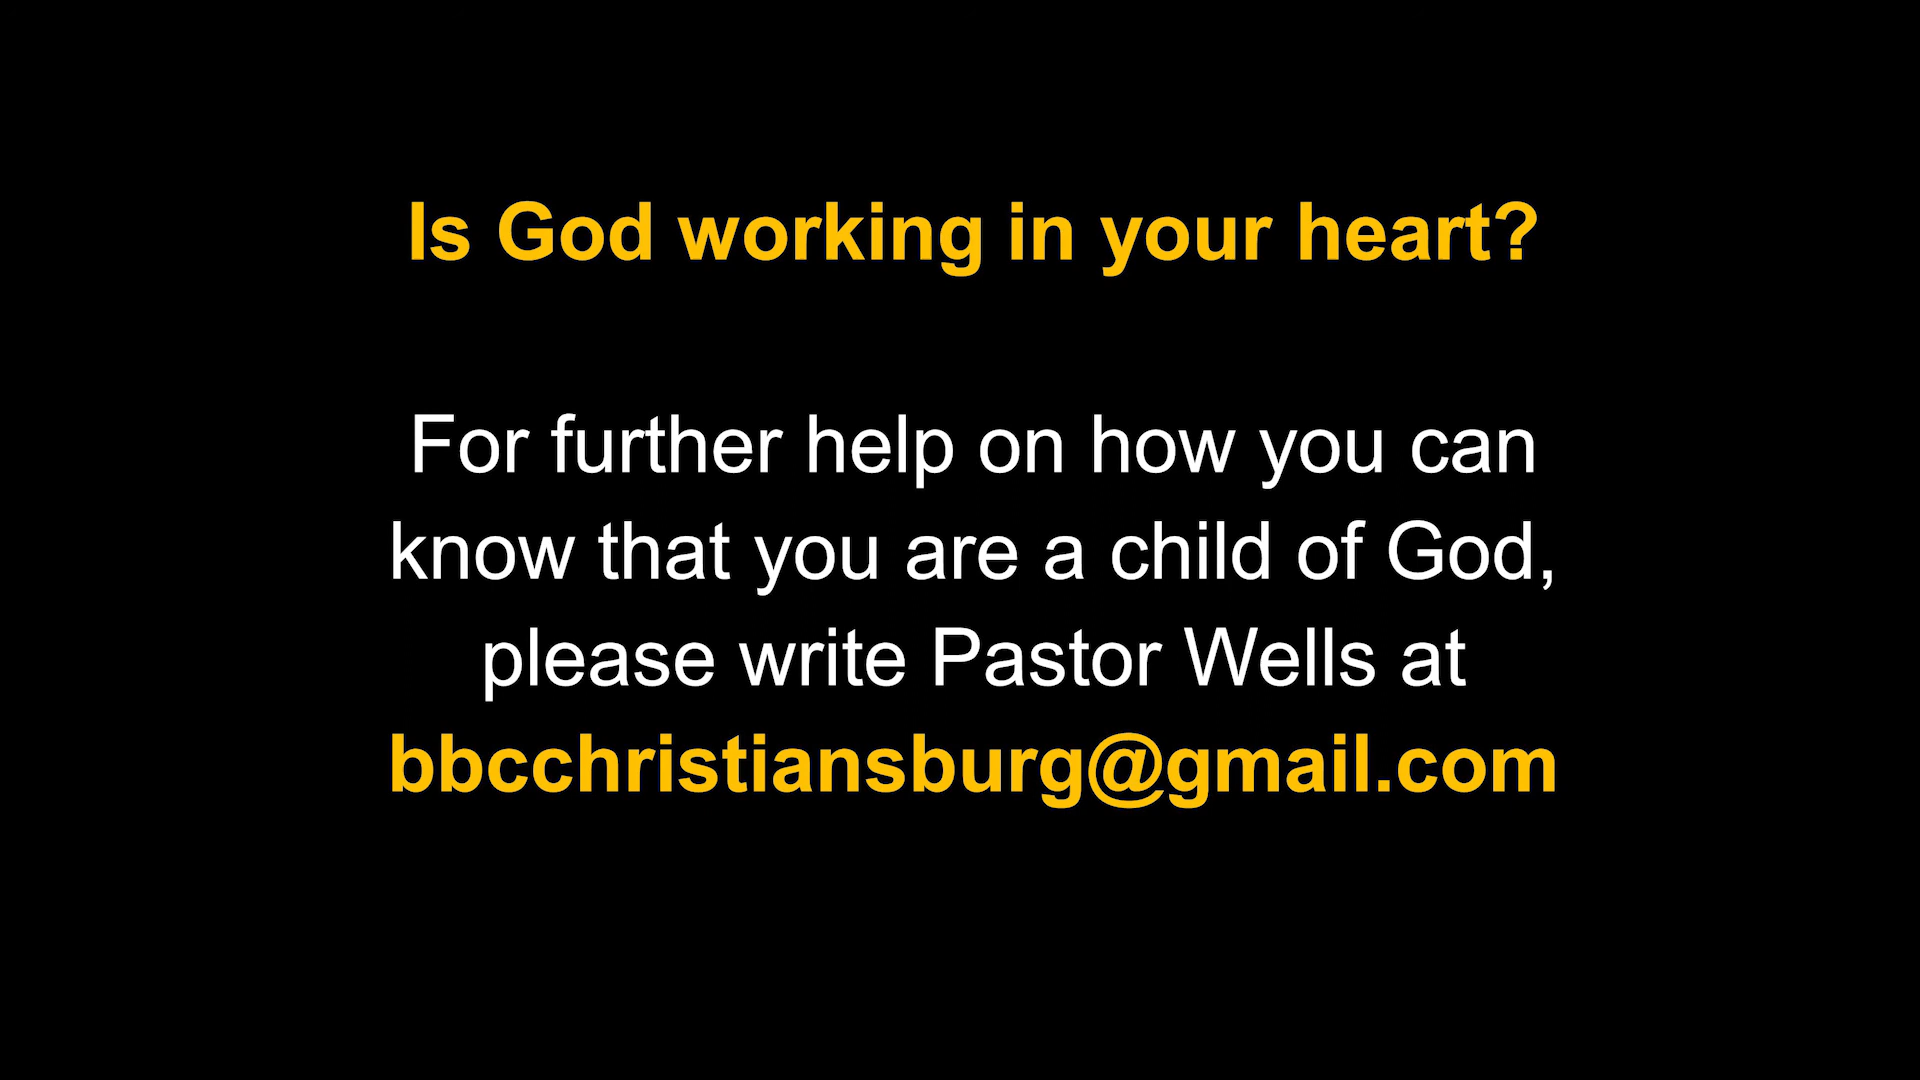 Is God working in your heart?
For further help on how you can
know that you are a child of God,
please write Pastor Wells at
bbcchristiansburg@gmail.com